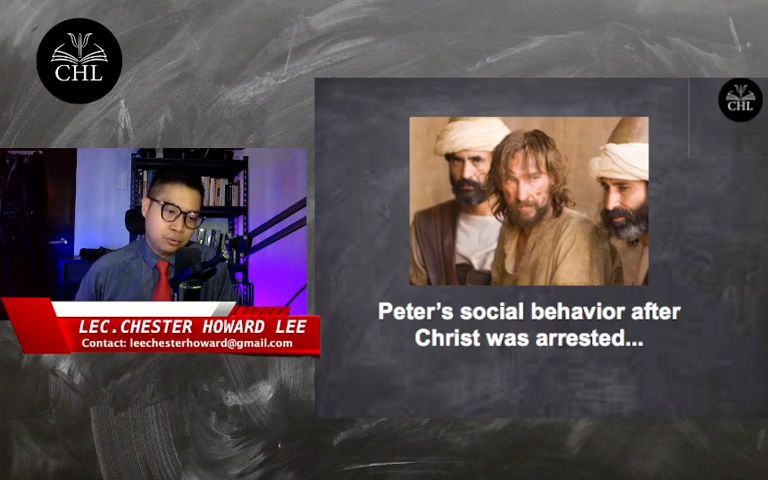 CHL
CHL
LEC.CHESTER HOWARD LEE
Contact: leechesterhoward@gmail.com
Peter’s social behavior after
Christ was arrested...